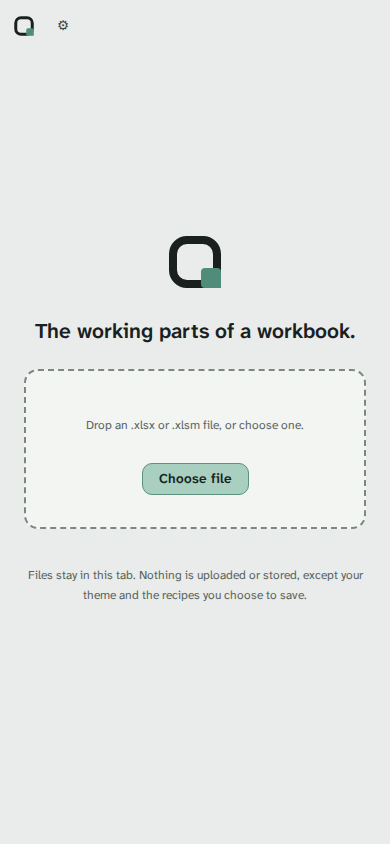 The working parts of a workbook.
Drop an .xlsx or .xlsm file, or choose one.
Choose file
Files stay in this tab. Nothing is uploaded or stored, except your
theme and the recipes you choose to save.